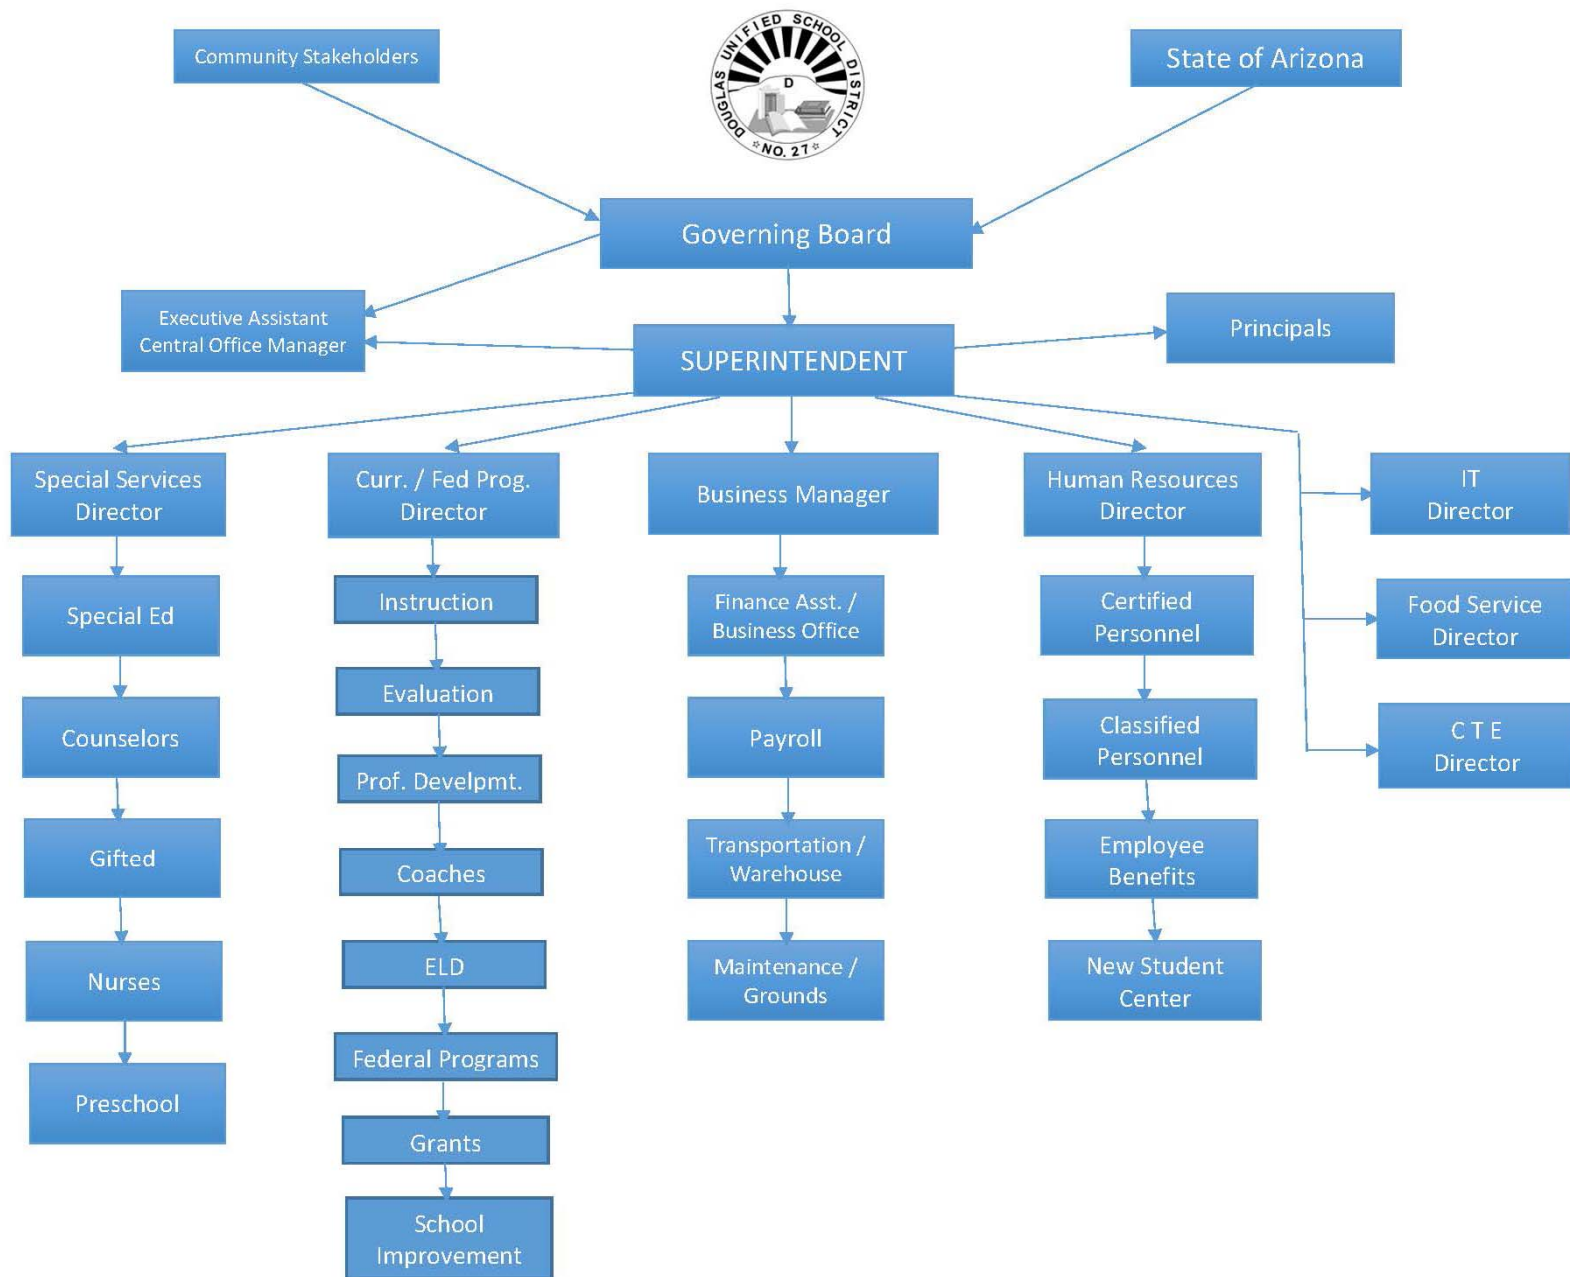 Community Stakeholders
DOUGLAS UNIFIED SCHOOL DISTRICT
D
☆NO. 27☆
State of Arizona
Governing Board
Executive Assistant
Central Office Manager
SUPERINTENDENT
Principals
Special Services
Director
Curr. / Fed Prog.
Director
Business Manager
Human Resources
Director
IT
Director
Special Ed
Instruction
Finance Asst. /
Business Office
Certified
Personnel
Food Service
Director
Counselors
Evaluation
Payroll
Classified
Personnel
C T E
Director
Prof. Develpmt.
Gifted
Coaches
Transportation /
Warehouse
Employee
Benefits
Nurses
ELD
Maintenance /
Grounds
New Student
Center
Preschool
Federal Programs
Grants
School
Improvement